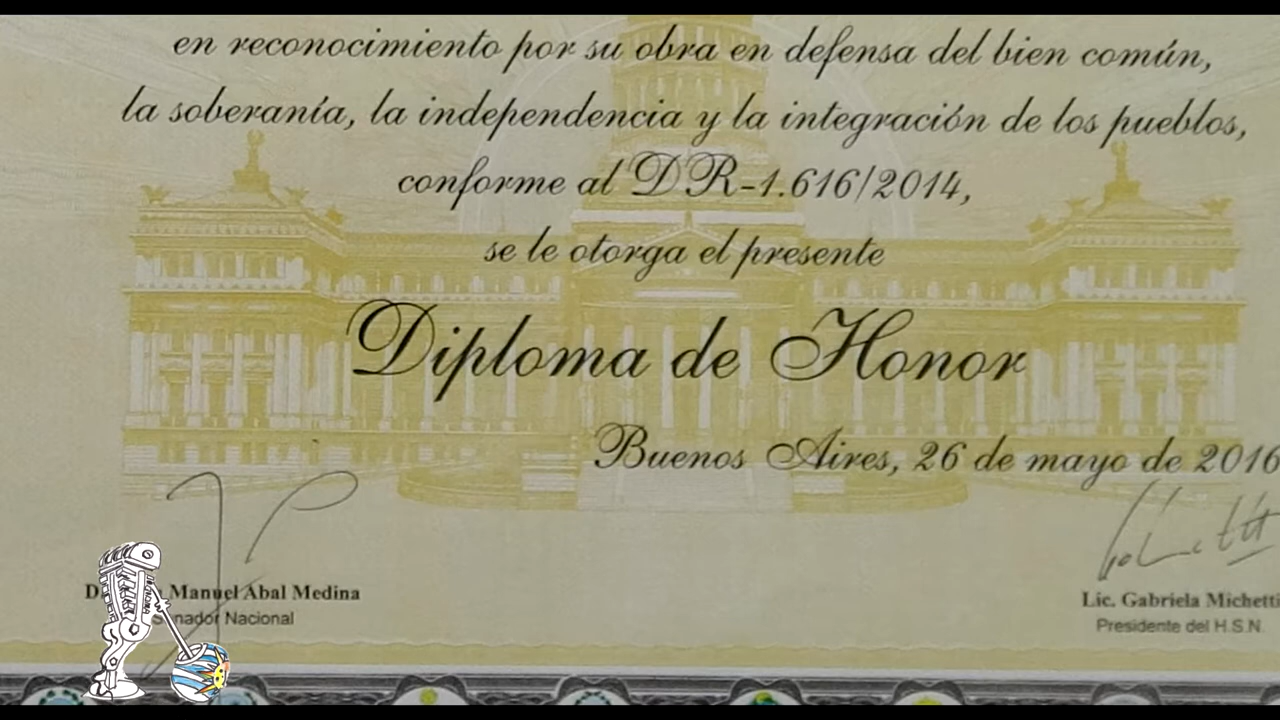 en reconocimiento por su obra en defensa del bien común,
la soberanía, la independencia y la integración de los pueblos,
conforme al DR-1.616/2014,
se le otorga el presente
Diploma de Honor
Buenos Aires, 26 de mayo de 2016
Manuel Abal Medina
Senador Nacional
Lic. Gabriela Michetti
Presidente del H.S.N.